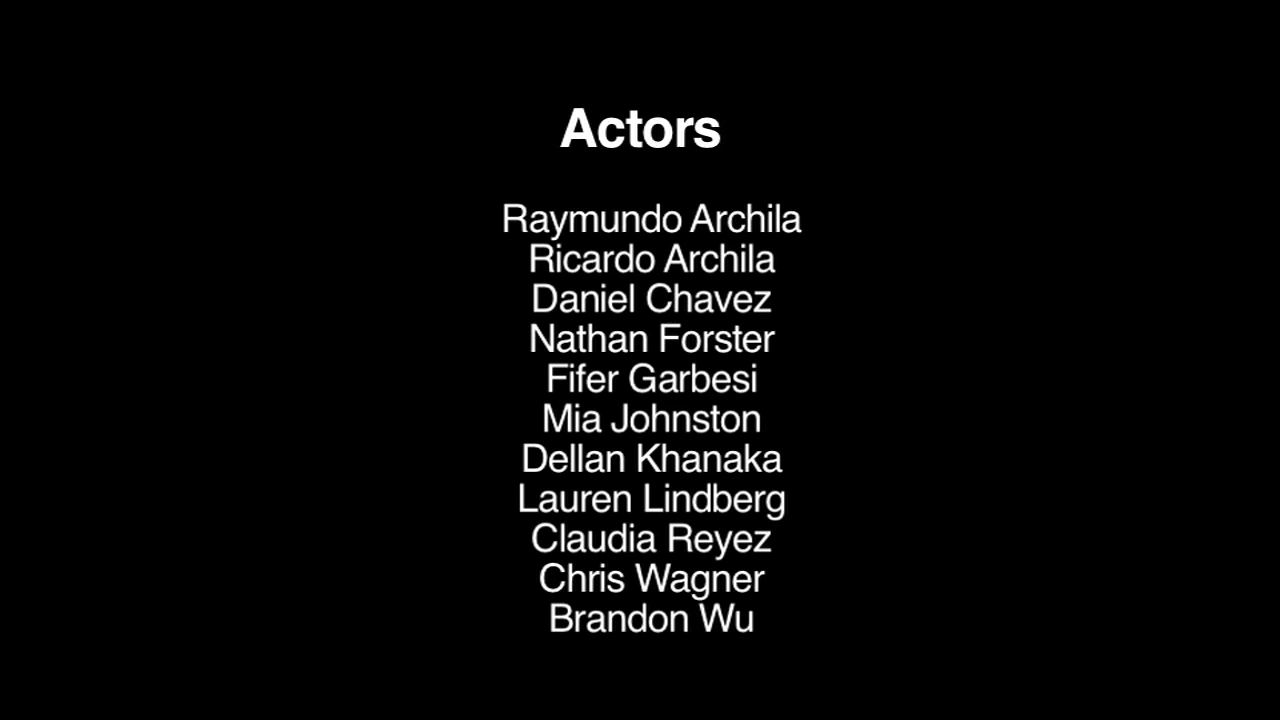 Actors
Raymundo Archila
Ricardo Archila
Daniel Chavez
Nathan Forster
Fifer Garbesi
Mia Johnston
Dellan Khanaka
Lauren Lindberg
Claudia Reyez
Chris Wagner
Brandon Wu